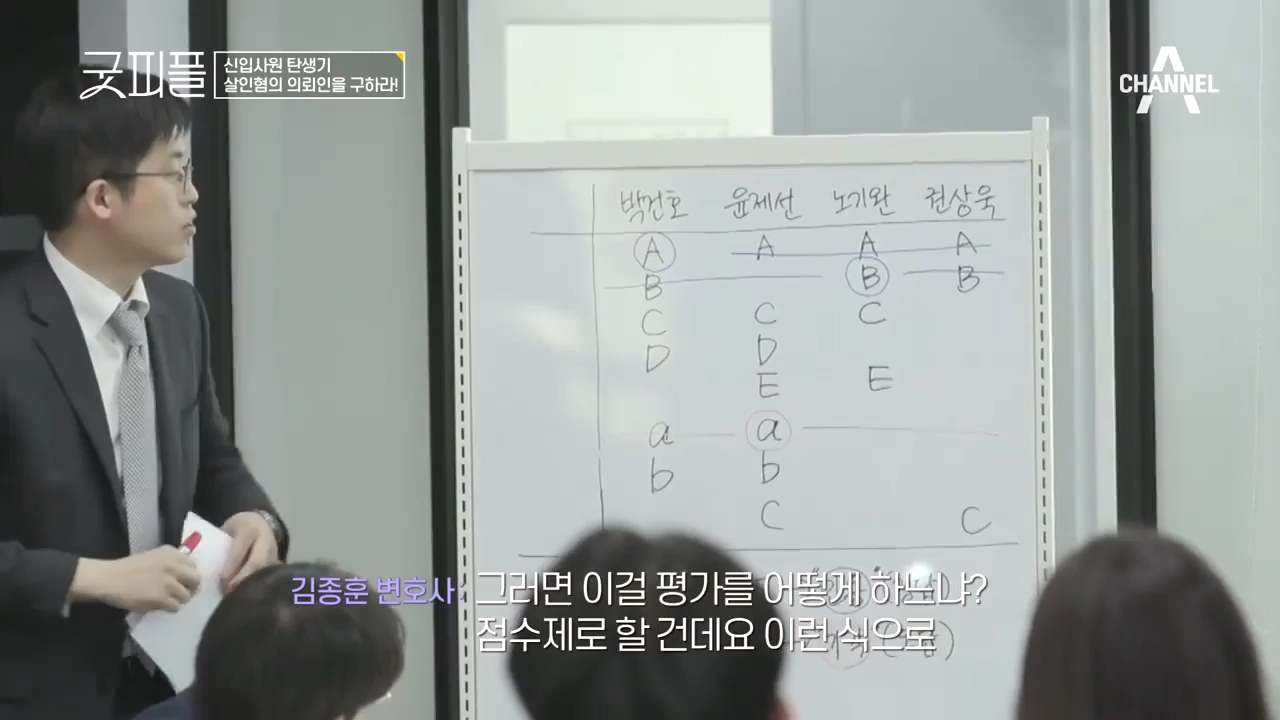 굿피플
신입사원 탄생기
살인혐의 의뢰인을 구하라!
CHANNEL A
박건호 윤제선 노기완 권상욱
A A A A
B B B
C C C
D D
E E
a a
b b
C C
김종훈 변호사 : 그러면 이걸 평가를 어떻게 하느냐?
점수제로 할 건데요 이런 식으로